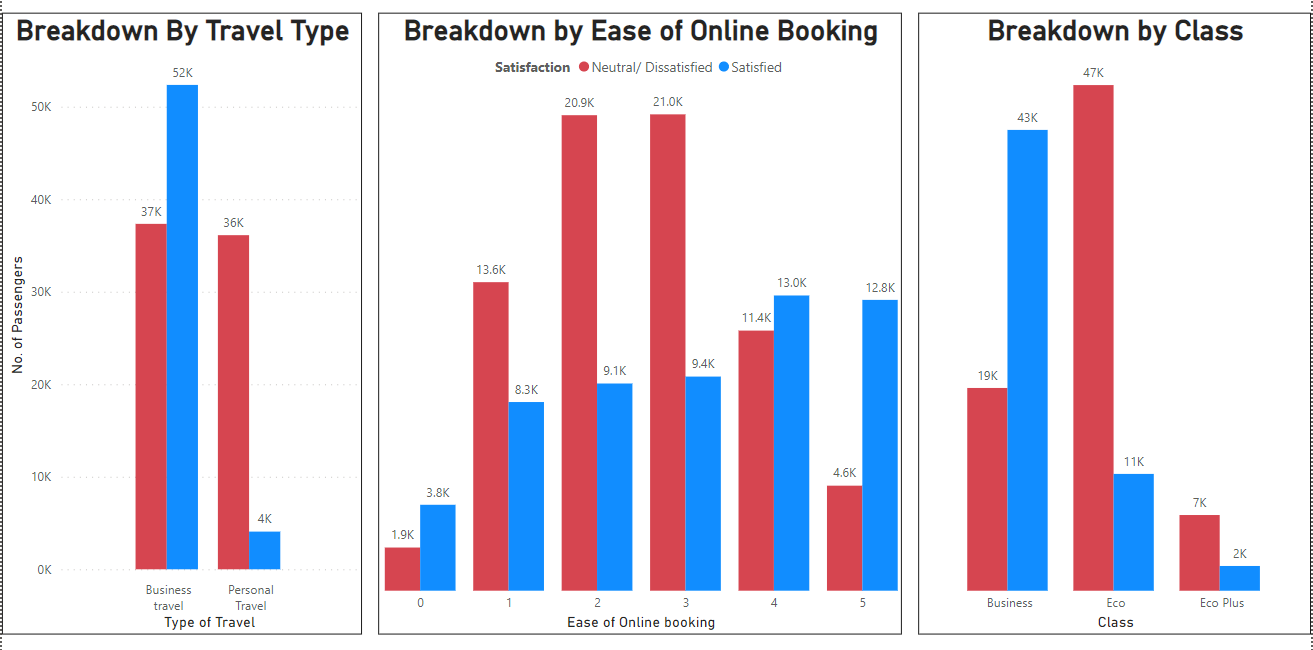 Breakdown By Travel Type
52K
50K
40K
37K
36K
30K
20K
10K
4K
0K
No. of Passengers
Business travel
Personal Travel
Type of Travel
Breakdown by Ease of Online Booking
Satisfaction Neutral/ Dissatisfied Satisfied
20.9K
21.0K
13.6K
13.0K
12.8K
11.4K
9.1K
9.4K
8.3K
4.6K
3.8K
1.9K
0 1 2 3 4 5
Ease of Online booking
Breakdown by Class
47K
43K
19K
11K
7K
2K
Business Eco Eco Plus
Class